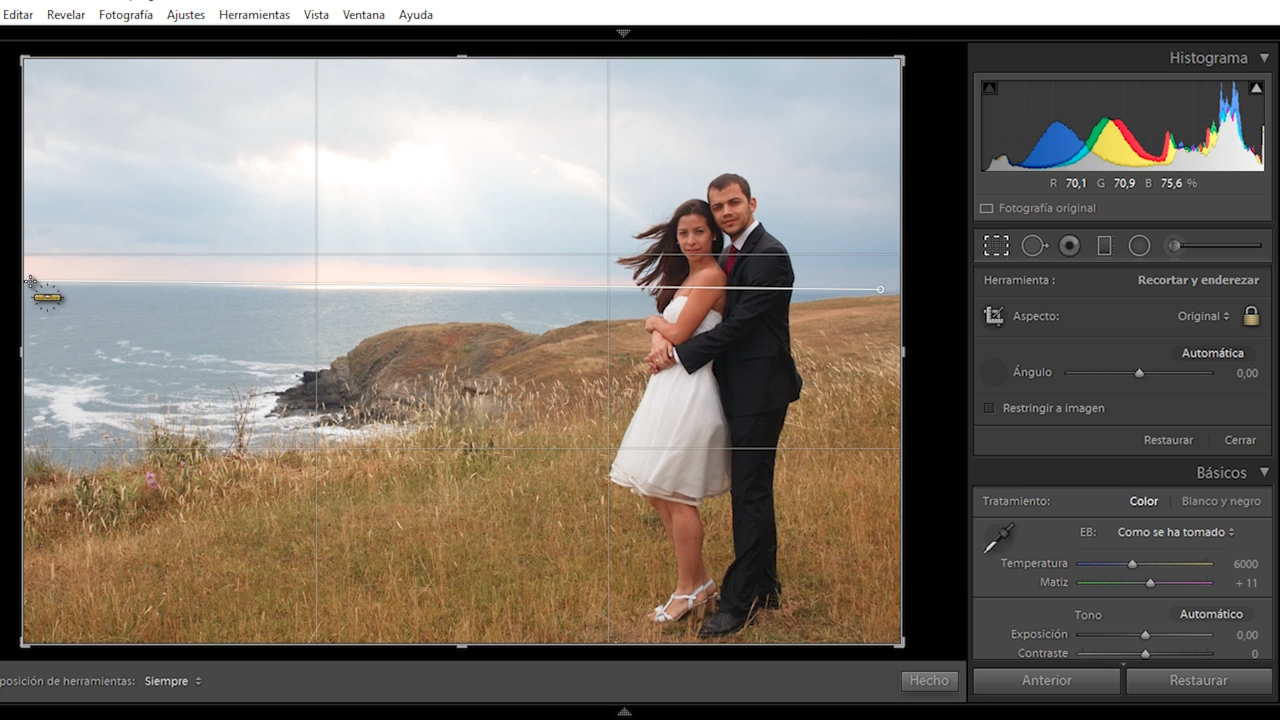 Editar Revelar Fotografía Ajustes Herramientas Vista Ventana Ayuda
Histograma
R 70,1 G 70,9 B 75,6 %
Fotografía original
Herramienta : Recortar y enderezar
Aspecto: Original
Automática
Ángulo 0,00
Restringir a imagen
Restaurar Cerrar
Básicos
Tratamiento: Color Blanco y negro
EB: Como se ha tomado
Temperatura 6000
Matiz + 11
Tono Automático
Exposición 0,00
Contraste 0
posición de herramientas: Siempre Hecho Anterior Restaurar